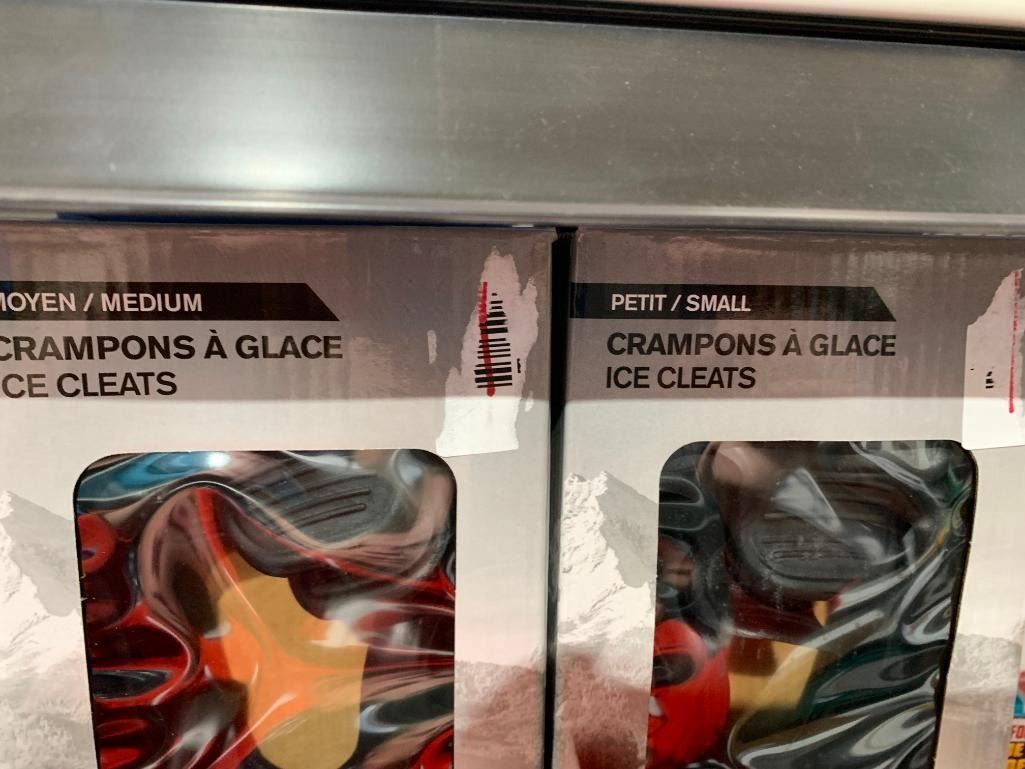 MOYEN / MEDIUM
CRAMPONS À GLACE
ICE CLEATS
PETIT / SMALL
CRAMPONS À GLACE
ICE CLEATS